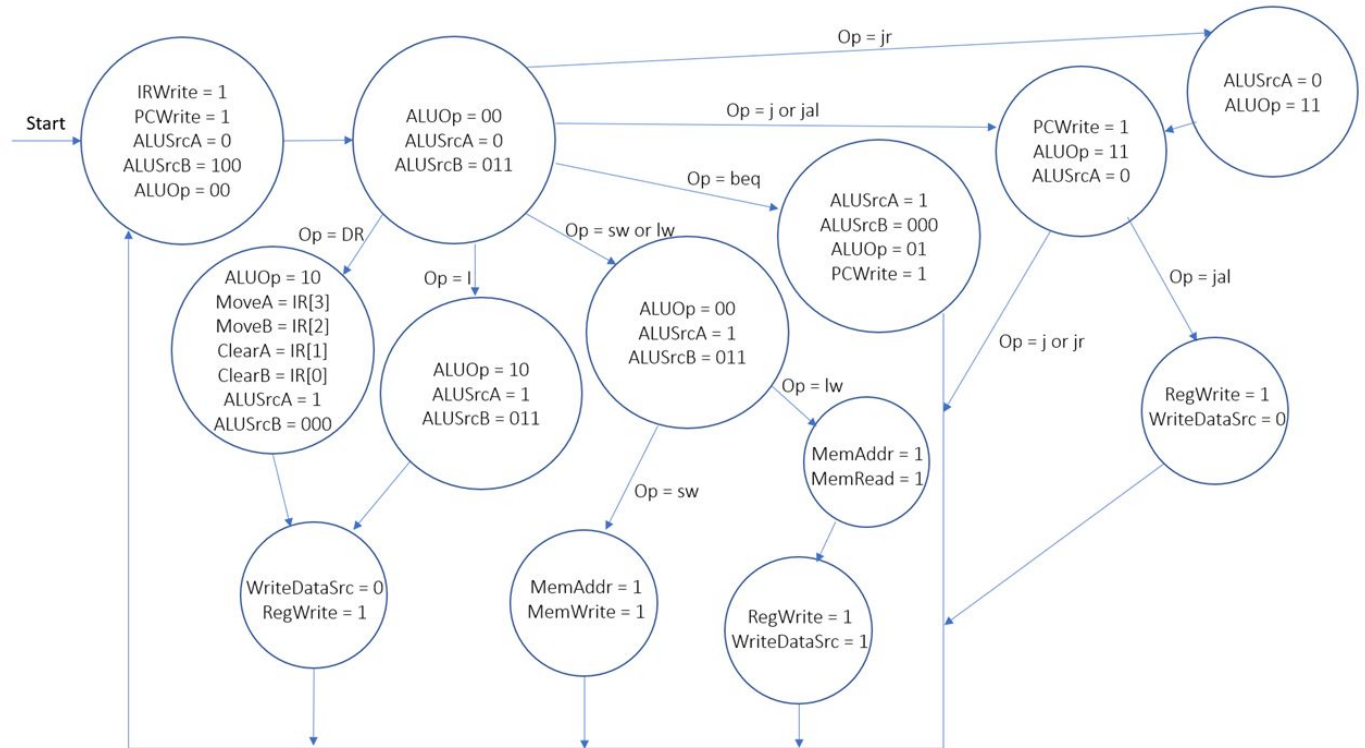 Start
IRWrite = 1
PCWrite = 1
ALUSrcA = 0
ALUSrcB = 100
ALUOp = 00
ALUOp = 00
ALUSrcA = 0
ALUSrcB = 011
Op = jr
ALUSrcA = 0
ALUOp = 11
Op = j or jal
PCWrite = 1
ALUOp = 11
ALUSrcA = 0
Op = beq
ALUSrcA = 1
ALUSrcB = 000
ALUOp = 01
PCWrite = 1
Op = DR
ALUOp = 10
MoveA = IR[3]
MoveB = IR[2]
ClearA = IR[1]
ClearB = IR[0]
ALUSrcA = 1
ALUSrcB = 000
Op = I
ALUOp = 10
ALUSrcA = 1
ALUSrcB = 011
Op = sw or lw
ALUOp = 00
ALUSrcA = 1
ALUSrcB = 011
Op = lw
MemAddr = 1
MemRead = 1
Op = j or jr
Op = jal
RegWrite = 1
WriteDataSrc = 0
Op = sw
WriteDataSrc = 0
RegWrite = 1
MemAddr = 1
MemWrite = 1
RegWrite = 1
WriteDataSrc = 1